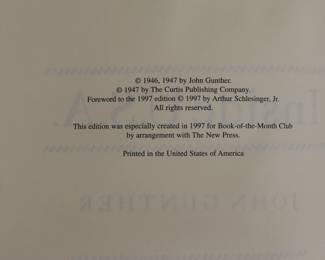 © 1946, 1947 by John Gunther.
© 1947 by The Curtis Publishing Company.
Foreword to the 1997 edition © 1997 by Arthur Schlesinger, Jr.
All rights reserved.
This edition was especially created in 1997 for Book-of-the-Month Club
by arrangement with The New Press.
Printed in the United States of America
JOHN GUNTHER